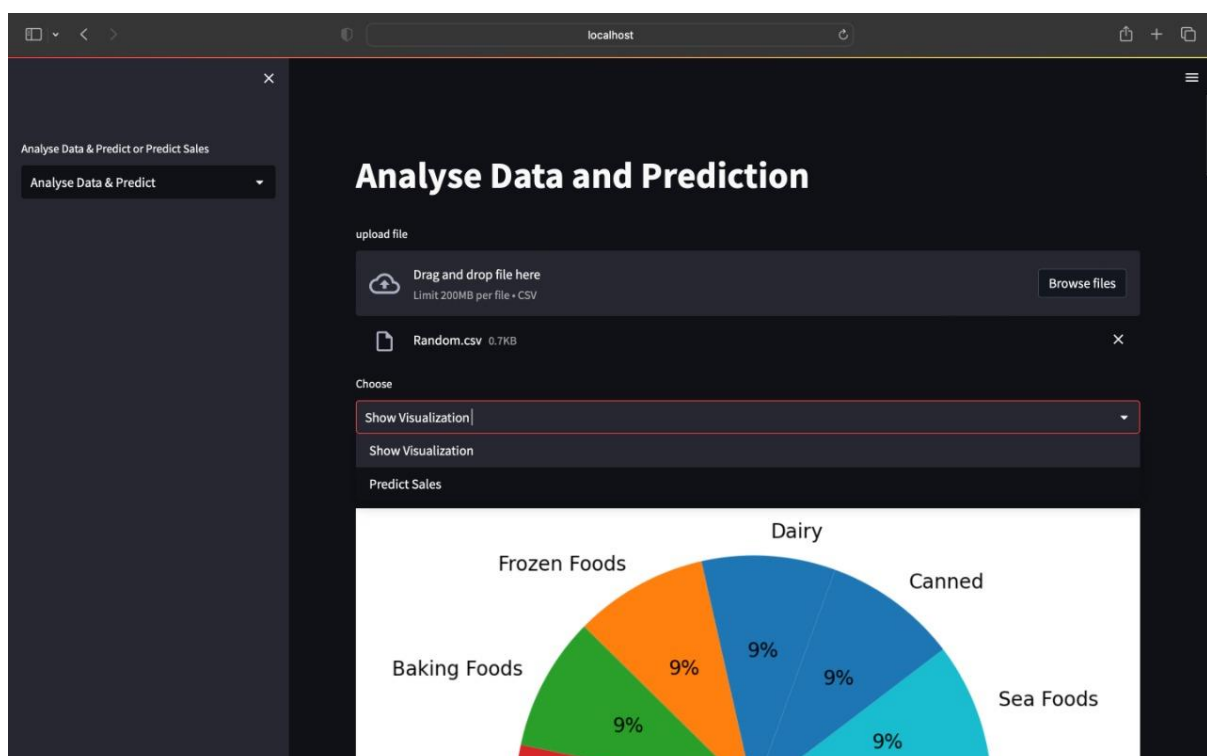 localhost
Analyse Data & Predict or Predict Sales
Analyse Data & Predict
Analyse Data and Prediction
upload file
Drag and drop file here
Limit 200MB per file • CSV
Browse files
Random.csv 0.7KB
Choose
Show Visualization
Show Visualization
Predict Sales
Dairy
Frozen Foods
Canned
Baking Foods
Sea Foods
9%
9%
9%
9%
9%